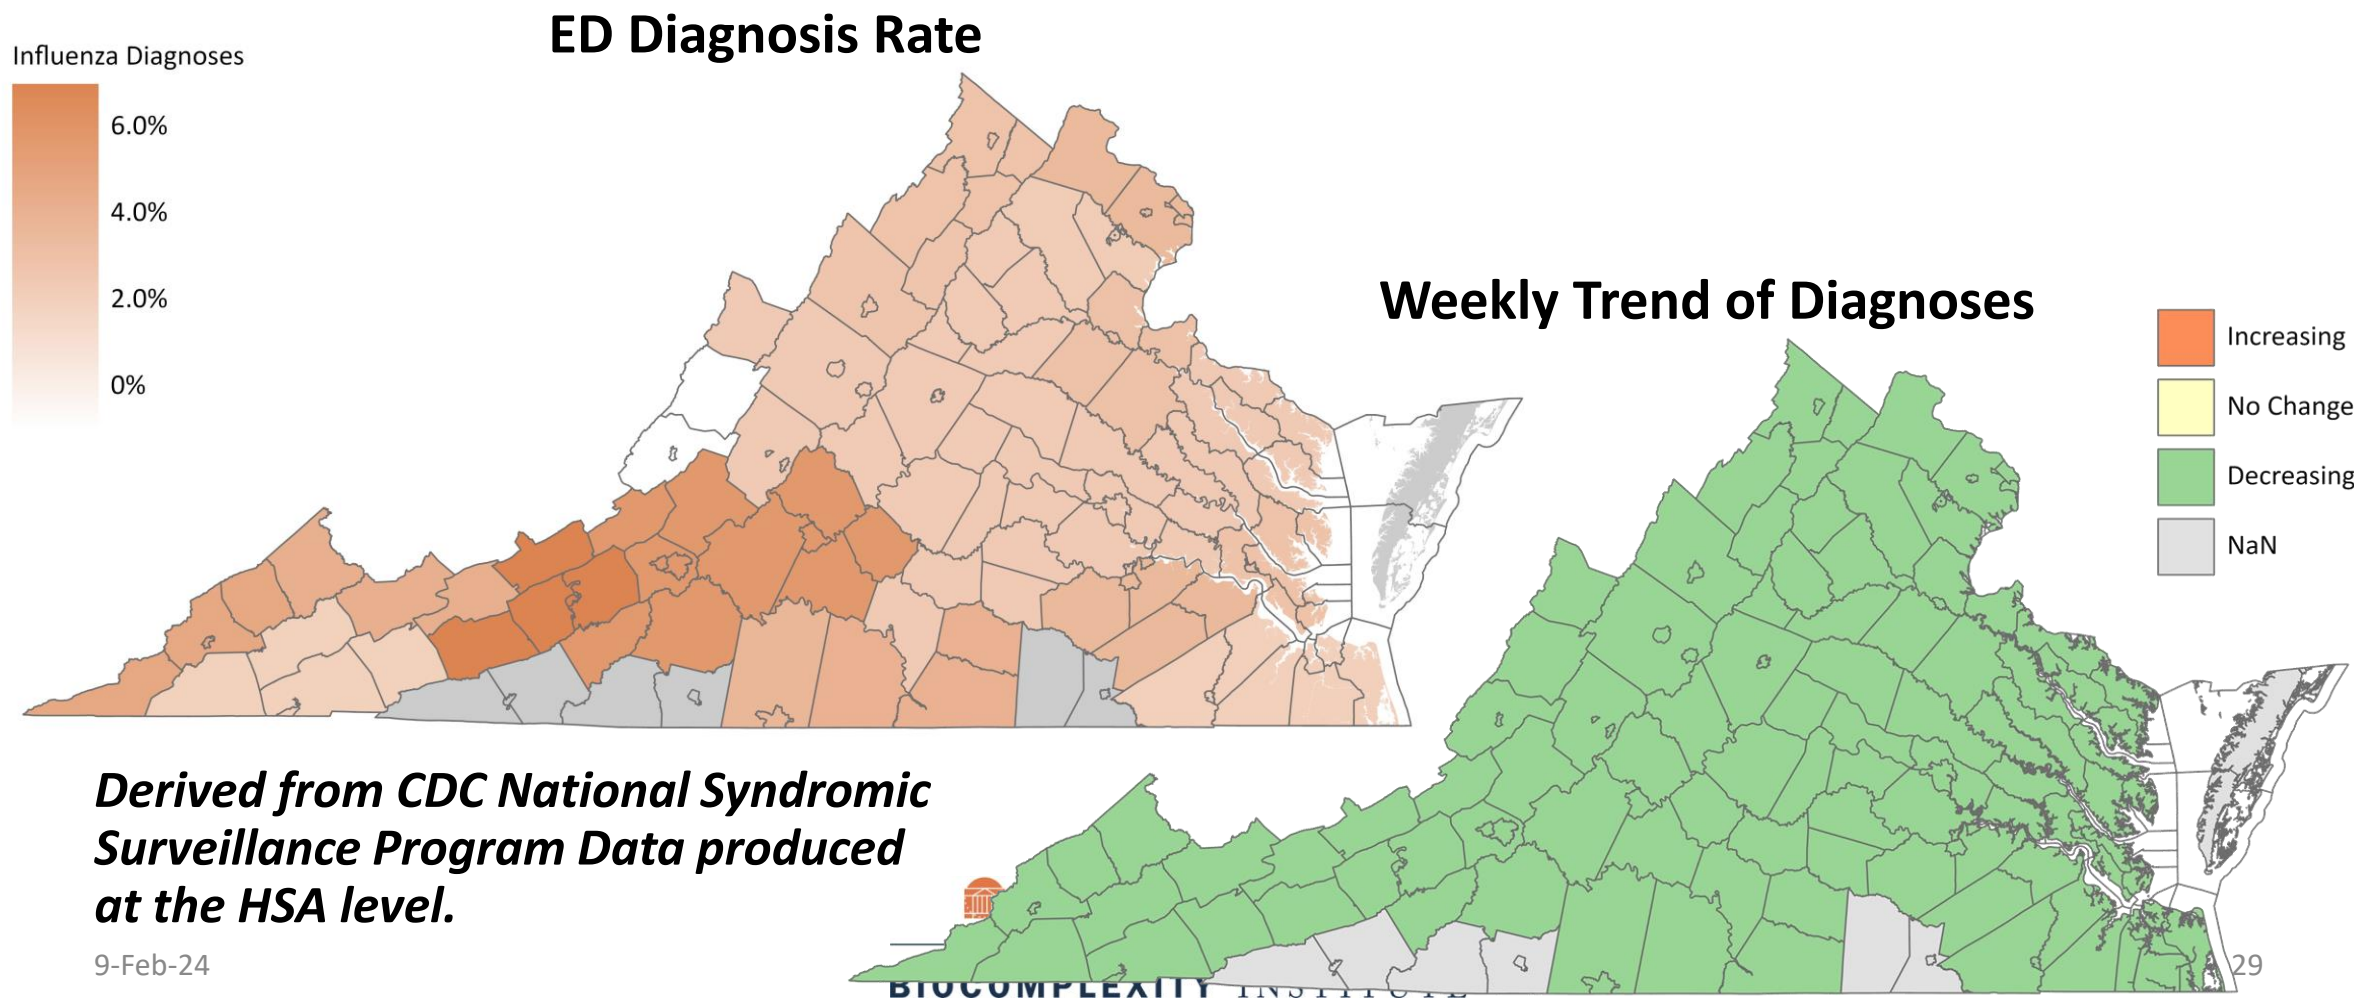 ED Diagnosis Rate
Influenza Diagnoses
6.0%
4.0%
2.0%
0%
Weekly Trend of Diagnoses
Increasing
No Change
Decreasing
NaN
Derived from CDC National Syndromic
Surveillance Program Data produced
at the HSA level.
9-Feb-24
BIOCOMPLEXITY INSTITUTE
29